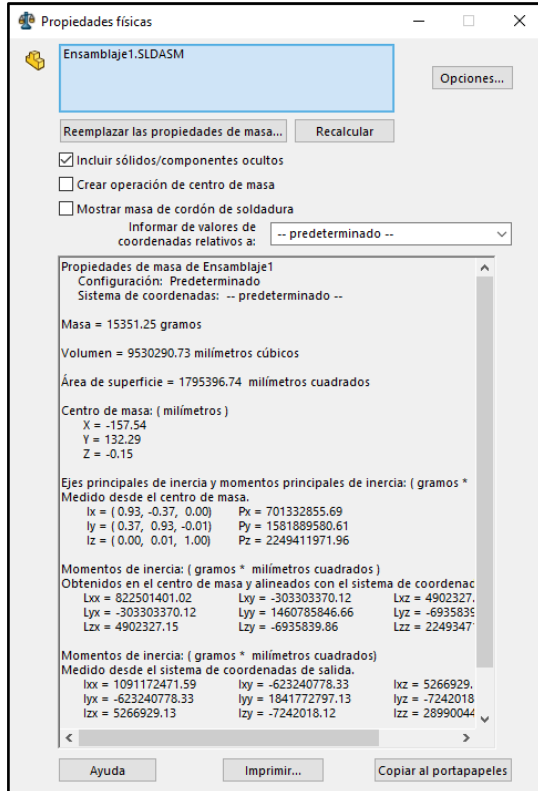 Propiedades físicas
Ensamblaje1.SLDASM
Opciones...
Reemplazar las propiedades de masa...
Recalcular
Incluir sólidos/componentes ocultos
Crear operación de centro de masa
Mostrar masa de cordón de soldadura
Informar de valores de
coordenadas relativos a:
-- predeterminado --
Propiedades de masa de Ensamblaje1
Configuración: Predeterminado
Sistema de coordenadas: -- predeterminado --
Masa = 15351.25 gramos
Volumen = 9530290.73 milímetros cúbicos
Área de superficie = 1795396.74 milímetros cuadrados
Centro de masa: ( milímetros )
X = -157.54
Y = 132.29
Z = -0.15
Ejes principales de inercia y momentos principales de inercia: ( gramos *
Medido desde el centro de masa.
Ix = ( 0.93, -0.37, 0.00) Px = 701332855.69
Iy = ( 0.37, 0.93, -0.01) Py = 1581889580.61
Iz = ( 0.00, 0.01, 1.00) Pz = 2249411971.96
Momentos de inercia: ( gramos * milímetros cuadrados )
Obtenidos en el centro de masa y alineados con el sistema de coordenac
Lxx = 822501401.02 Lxy = -303303370.12 Lxz = 4902327.
Lyx = -303303370.12 Lyy = 1460785846.66 Lyz = -6935839
Lzx = 4902327.15 Lzy = -6935839.86 Lzz = 2249347
Momentos de inercia: ( gramos * milímetros cuadrados)
Medido desde el sistema de coordenadas de salida.
Ixx = 1091172471.59 Ixy = -623240778.33 Ixz = 5266929.
Iyx = -623240778.33 Iyy = 1841772797.13 Iyz = -7242018
Izx = 5266929.13 Izy = -7242018.12 Izz = 28990044
Ayuda
Imprimir...
Copiar al portapapeles